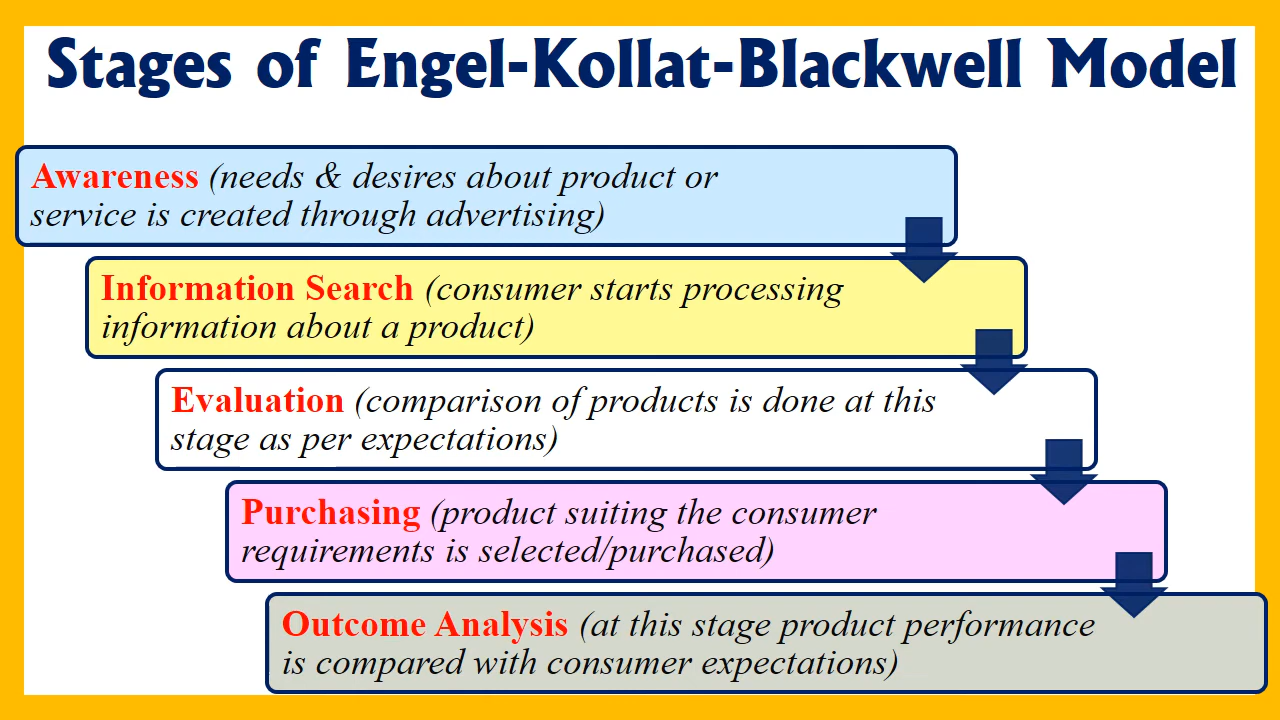 Stages of Engel-Kollat-Blackwell Model
Awareness (needs & desires about product or
service is created through advertising)
Information Search (consumer starts processing
information about a product)
Evaluation (comparison of products is done at this
stage as per expectations)
Purchasing (product suiting the consumer
requirements is selected/purchased)
Outcome Analysis (at this stage product performance
is compared with consumer expectations)